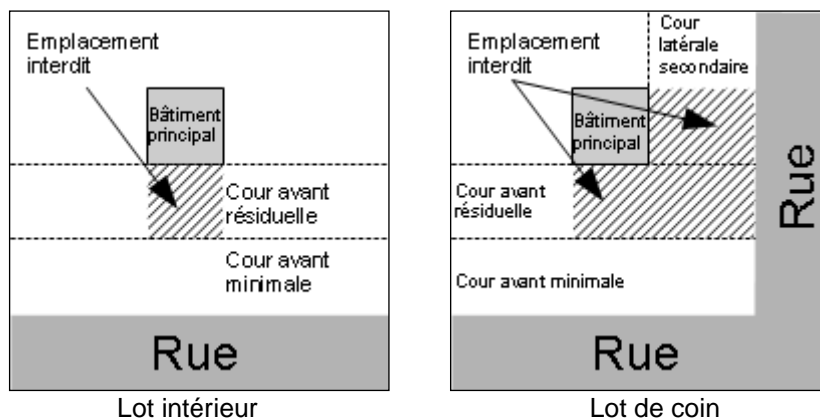 Emplacement
interdit
Bâtiment
principal
Cour avant
résiduelle
Cour avant
minimale
Rue
Lot intérieur
Emplacement
interdit
Cour
latérale
secondaire
Bâtiment
principal
Cour avant
résiduelle
Cour avant minimale
Rue
Rue
Lot de coin